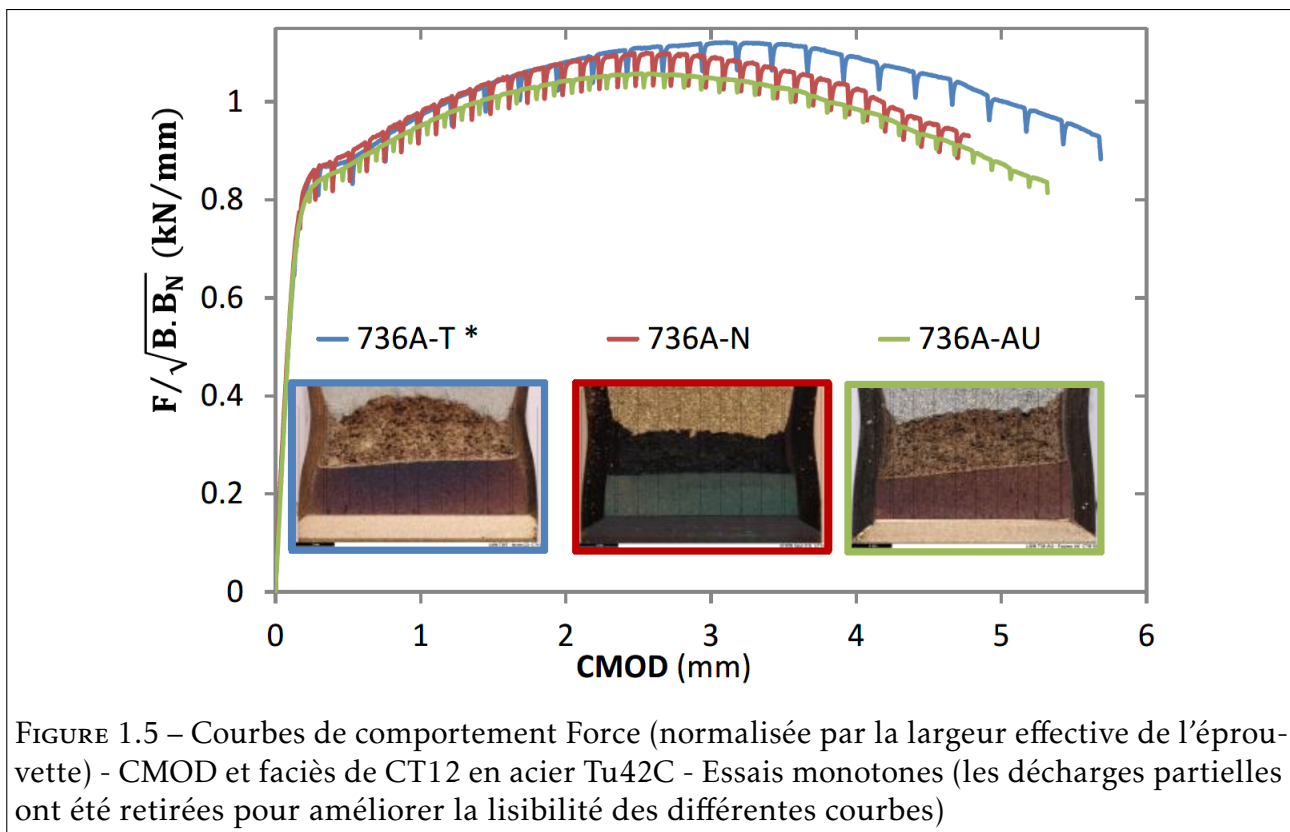 F/√B.B_N (kN/mm)
1
0.8
0.6
0.4
0.2
0
736A-T *
736A-N
736A-AU
0
1
2
3
4
5
6
CMOD (mm)
FIGURE 1.5 – Courbes de comportement Force (normalisée par la largeur effective de l'éprou-
vette) - CMOD et faciès de CT12 en acier Tu42C - Essais monotones (les décharges partielles
ont été retirées pour améliorer la lisibilité des différentes courbes)